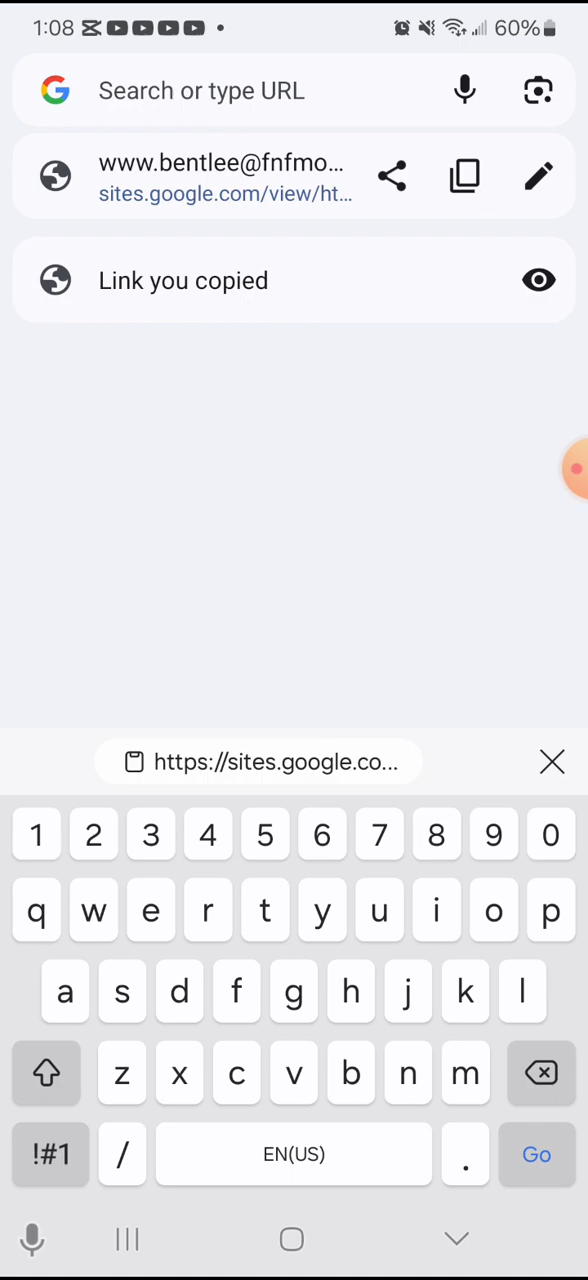 1:08
60%
Search or type URL
www.bentlee@fnfmo...
sites.google.com/view/ht...
Link you copied
https://sites.google.co...
1 2 3 4 5 6 7 8 9 0
q w e r t y u i o p
a s d f g h j k l
z x c v b n m
!#1 / EN(US) . Go